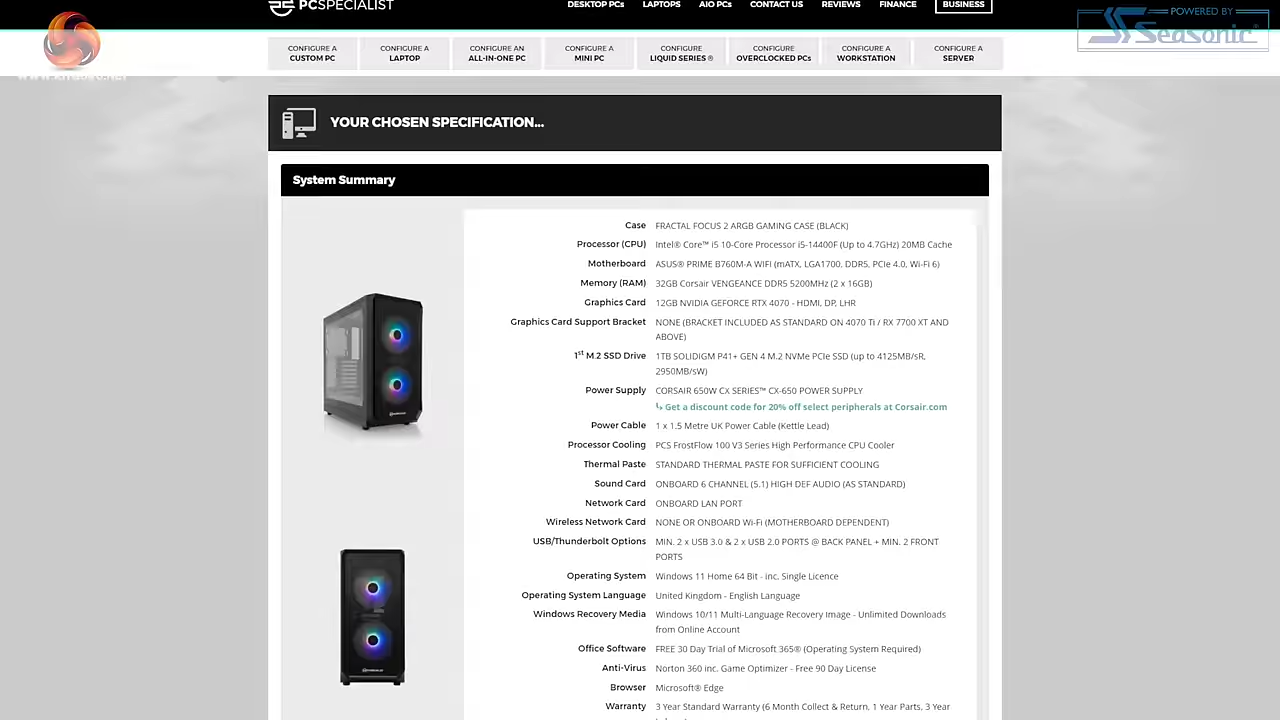 PCSPECIALIST
DESKTOP PCs LAPTOPS AIO PCs CONTACT US REVIEWS FINANCE BUSINESS
POWERED BY
Seasonic
CONFIGURE A
CUSTOM PC
CONFIGURE A
LAPTOP
CONFIGURE AN
ALL-IN-ONE PC
CONFIGURE A
MINI PC
CONFIGURE
LIQUID SERIES ®
CONFIGURE
OVERCLOCKED PCs
CONFIGURE A
WORKSTATION
CONFIGURE A
SERVER
YOUR CHOSEN SPECIFICATION...
System Summary
Case FRACTAL FOCUS 2 ARGB GAMING CASE (BLACK)
Processor (CPU) Intel® Core™ i5 10-Core Processor i5-14400F (Up to 4.7GHz) 20MB Cache
Motherboard ASUS® PRIME B760M-A WIFI (mATX, LGA1700, DDR5, PCIe 4.0, Wi-Fi 6)
Memory (RAM) 32GB Corsair VENGEANCE DDR5 5200MHz (2 x 16GB)
Graphics Card 12GB NVIDIA GEFORCE RTX 4070 - HDMI, DP, LHR
Graphics Card Support Bracket NONE (BRACKET INCLUDED AS STANDARD ON 4070 Ti / RX 7700 XT AND
ABOVE)
1st M.2 SSD Drive 1TB SOLIDIGM P41+ GEN 4 M.2 NVMe PCIe SSD (up to 4125MB/sR,
2950MB/sW)
Power Supply CORSAIR 650W CX SERIES™ CX-650 POWER SUPPLY
↳ Get a discount code for 20% off select peripherals at Corsair.com
Power Cable 1 x 1.5 Metre UK Power Cable (Kettle Lead)
Processor Cooling PCS FrostFlow 100 V3 Series High Performance CPU Cooler
Thermal Paste STANDARD THERMAL PASTE FOR SUFFICIENT COOLING
Sound Card ONBOARD 6 CHANNEL (5.1) HIGH DEF AUDIO (AS STANDARD)
Network Card ONBOARD LAN PORT
Wireless Network Card NONE OR ONBOARD Wi-Fi (MOTHERBOARD DEPENDENT)
USB/Thunderbolt Options MIN. 2 x USB 3.0 & 2 x USB 2.0 PORTS @ BACK PANEL + MIN. 2 FRONT
PORTS
Operating System Windows 11 Home 64 Bit - inc. Single Licence
Operating System Language United Kingdom - English Language
Windows Recovery Media Windows 10/11 Multi-Language Recovery Image - Unlimited Downloads
from Online Account
Office Software FREE 30 Day Trial of Microsoft 365® (Operating System Required)
Anti-Virus Norton 360 inc. Game Optimizer - Free 90 Day License
Browser Microsoft® Edge
Warranty 3 Year Standard Warranty (6 Month Collect & Return, 1 Year Parts, 3 Year